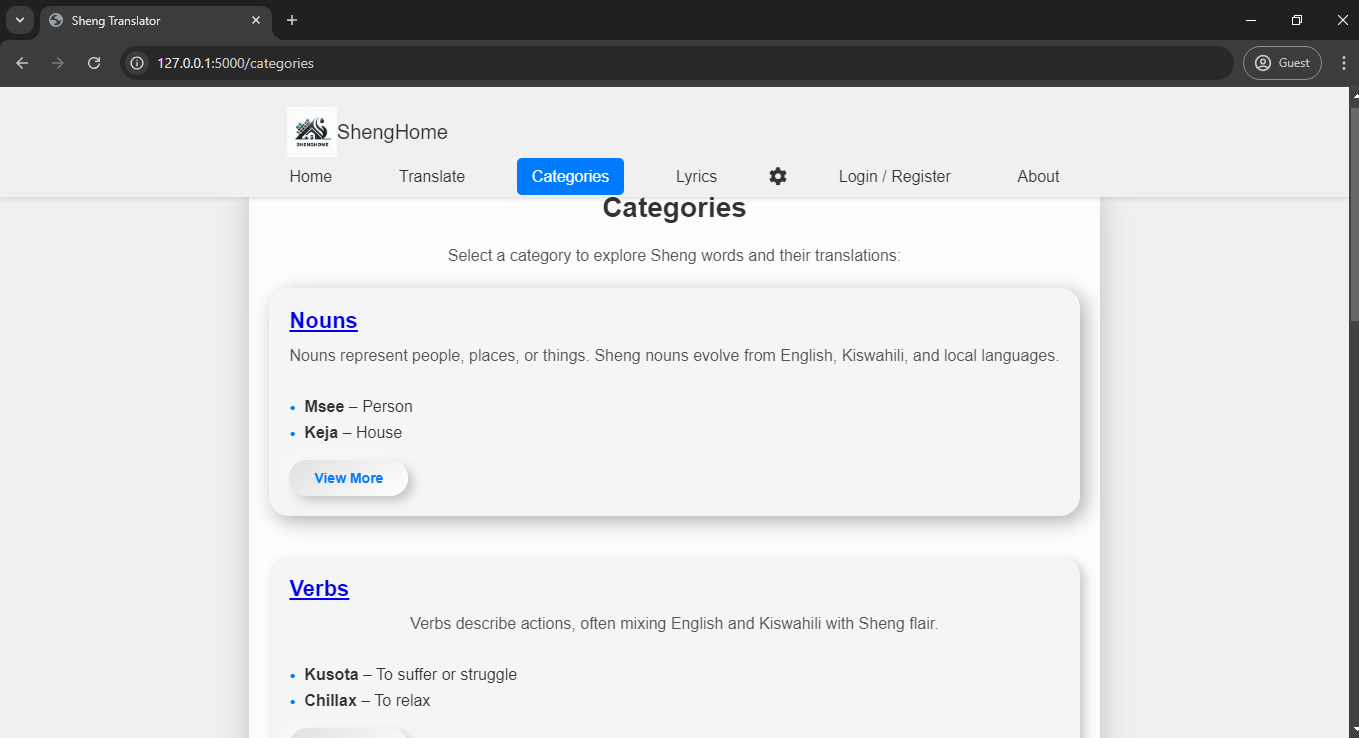 Sheng Translator
127.0.0.1:5000/categories
Guest
SHENGHOME
ShengHome
Home Translate Categories Lyrics Login / Register About
Categories
Select a category to explore Sheng words and their translations:
Nouns
Nouns represent people, places, or things. Sheng nouns evolve from English, Kiswahili, and local languages.
• Msee – Person
• Keja – House
View More
Verbs
Verbs describe actions, often mixing English and Kiswahili with Sheng flair.
• Kusota – To suffer or struggle
• Chillax – To relax